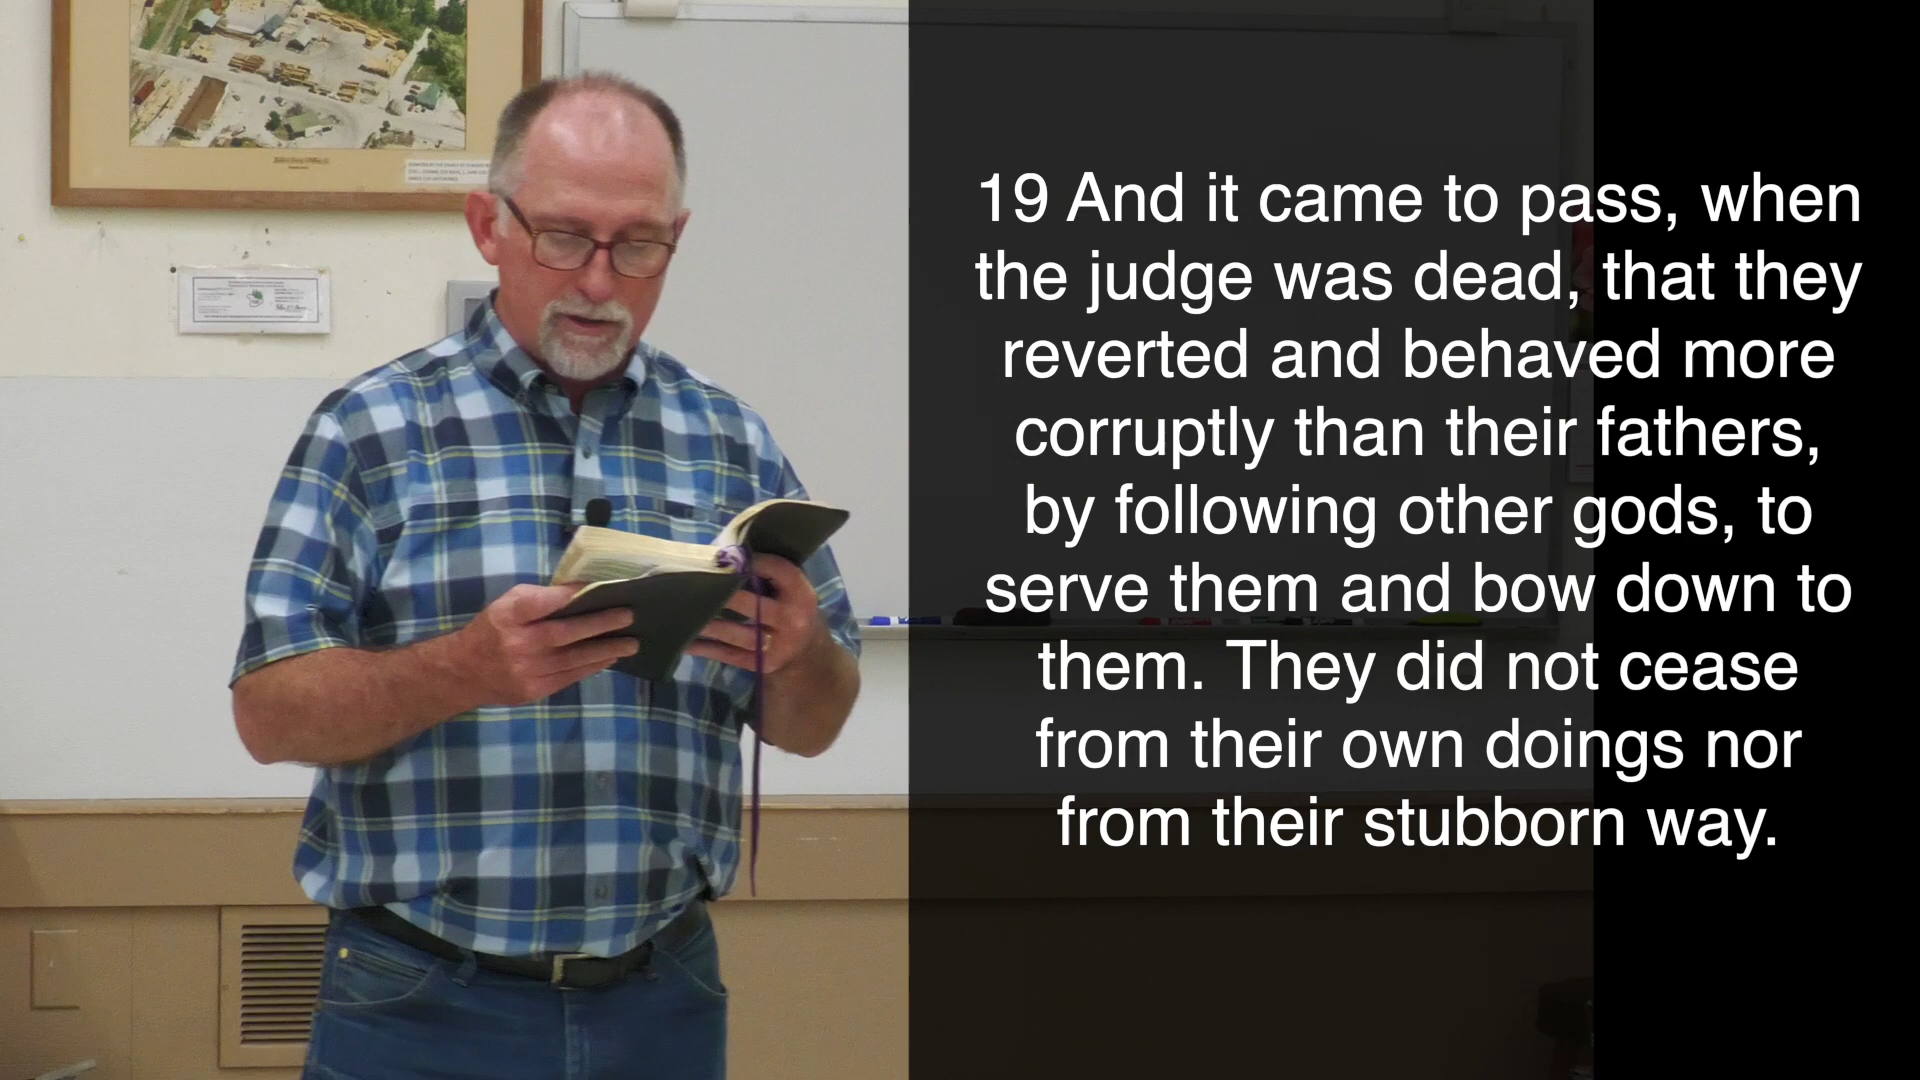 19 And it came to pass, when
the judge was dead, that they
reverted and behaved more
corruptly than their fathers,
by following other gods, to
serve them and bow down to
them. They did not cease
from their own doings nor
from their stubborn way.